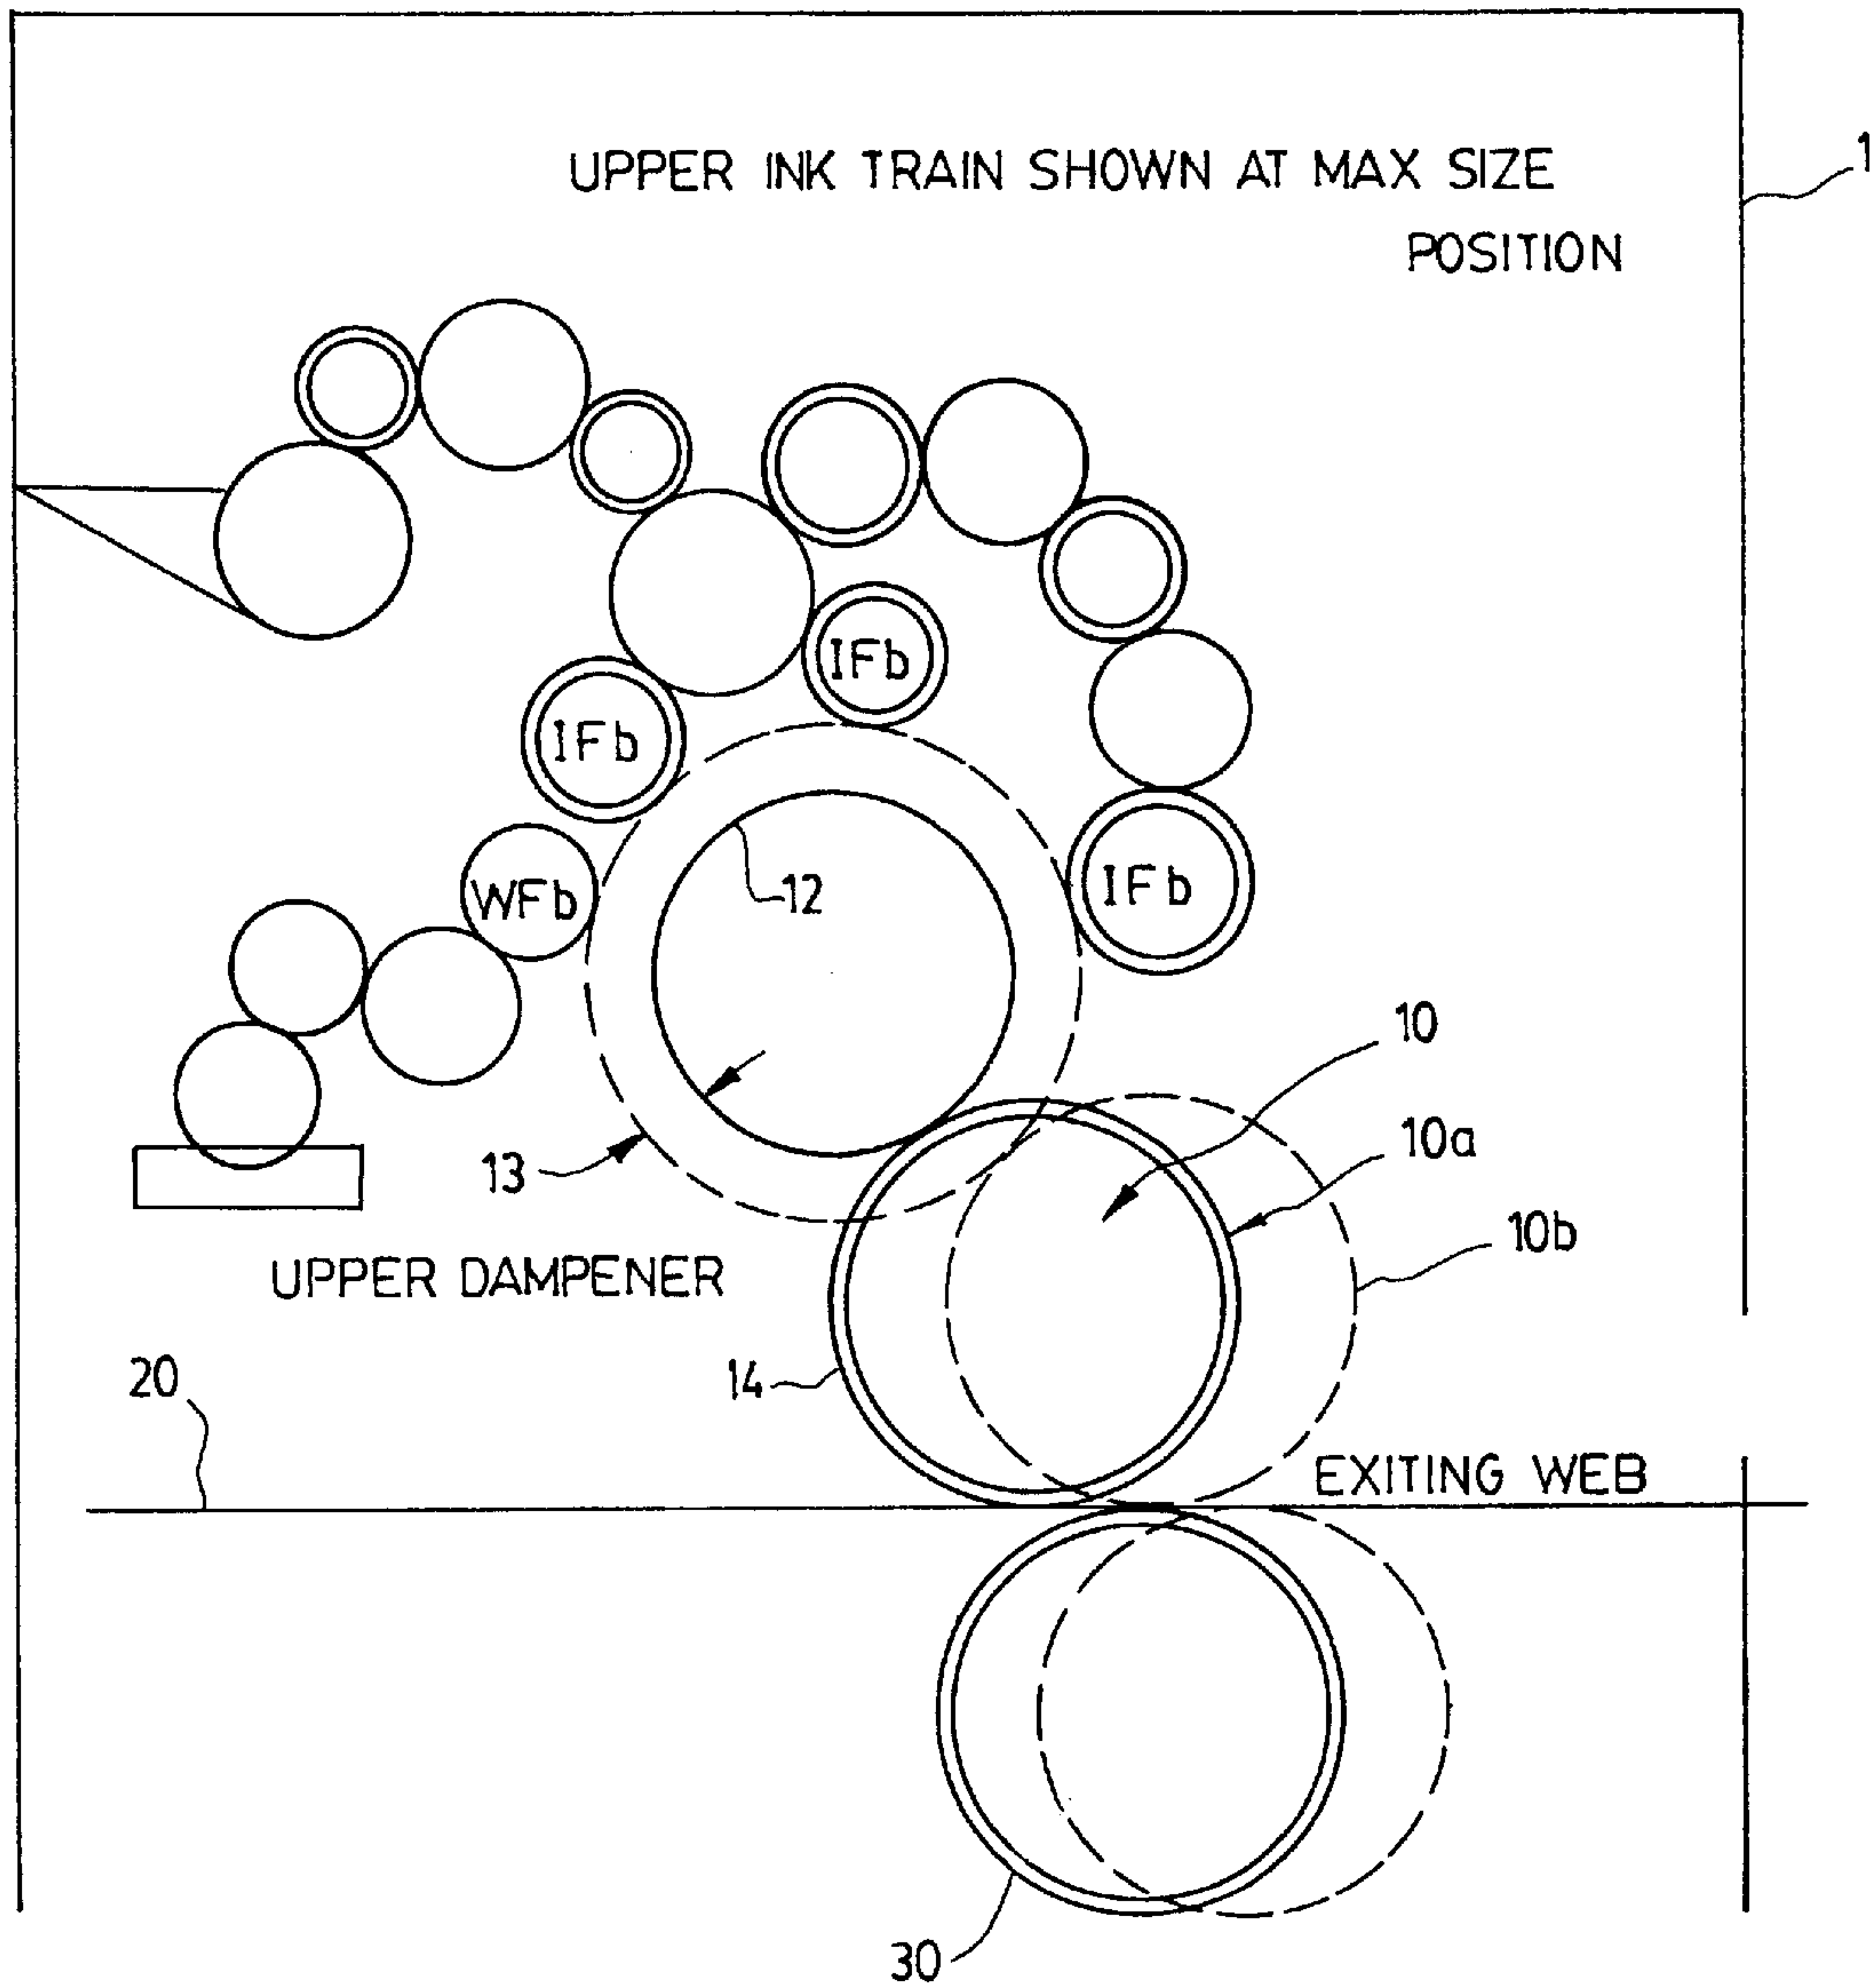 1
UPPER INK TRAIN SHOWN AT MAX SIZE
POSITION
IFb
IFb
IFb
WFb
12
10
10a
13
10b
UPPER DAMPENER
14
20
EXITING WEB
30